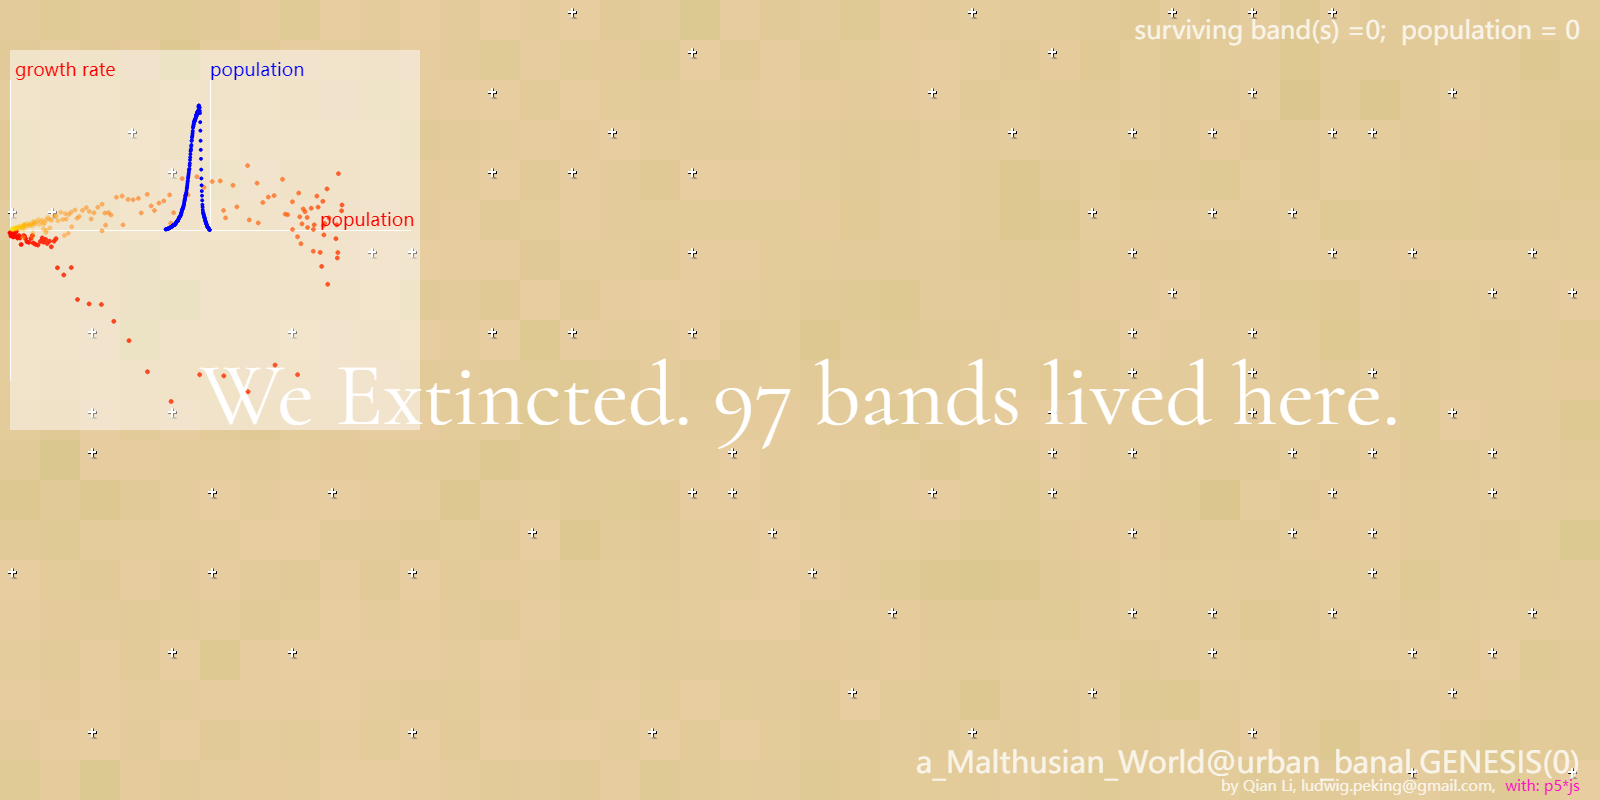 surviving band(s) =0;  population = 0
growth rate
population
population
We Extincted. 97 bands lived here.
a_Malthusian_World@urban_banal.GENESIS(0)
by Qian Li, ludwig.peking@gmail.com,  with: p5*js